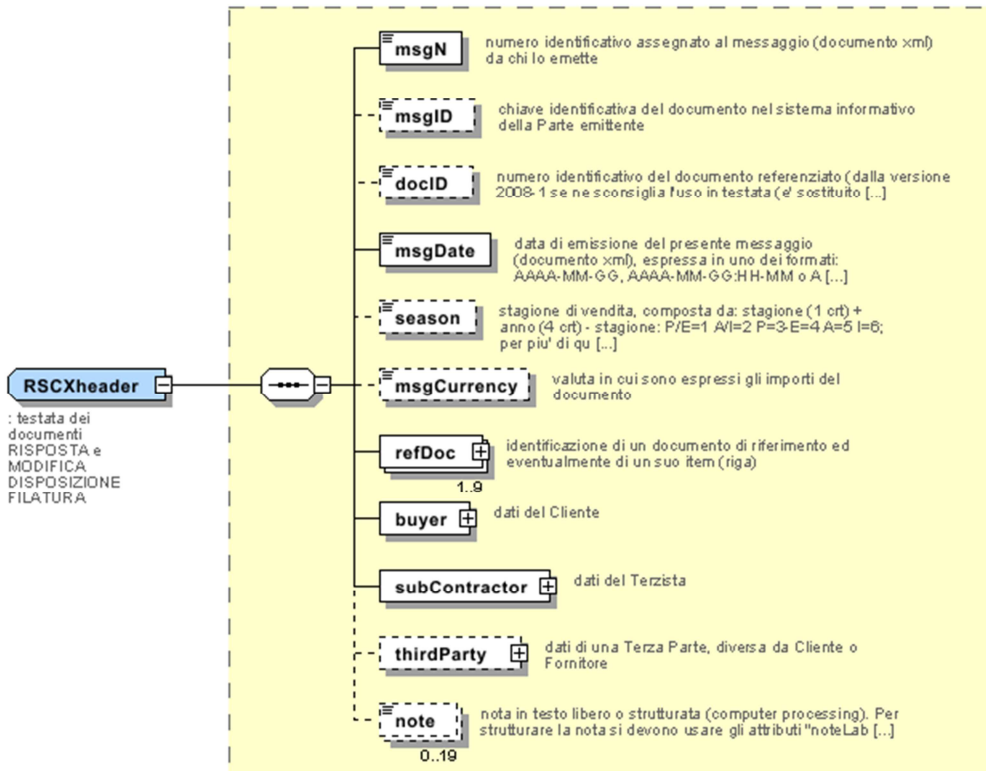 msgN
numero identificativo assegnato al messaggio (documento xml)
da chi lo emette
msgID
chiave identificativa del documento nel sistema informativo
della Parte emittente
docID
numero identificativo del documento referenziato (dalla versione
2008-1 se ne sconsiglia l'uso in testata (e' sostituito [...]
msgDate
data di emissione del presente messaggio
(documento xml), espressa in uno dei formati:
AAAA-MM-GG, AAAA-MM-GG:HH-MM o A [...]
season
stagione di vendita, composta da: stagione (1 crt) +
anno (4 crt) - stagione: P/E=1 A/I=2 P=3-E=4 A=5 I=6;
per piu' di qu [...]
RSCXheader
: testata dei
documenti
RISPOSTA e
MODIFICA
DISPOSIZIONE
FILATURA
msgCurrency
valuta in cui sono espressi gli importi del
documento
refDoc
identificazione di un documento di riferimento ed
eventualmente di un suo item (riga)
1..9
buyer
dati del Cliente
subContractor
dati del Terzista
thirdParty
dati di una Terza Parte, diversa da Cliente o
Fornitore
note
nota in testo libero o strutturata (computer processing). Per
strutturare la nota si devono usare gli attributi "noteLab [...]
0..19